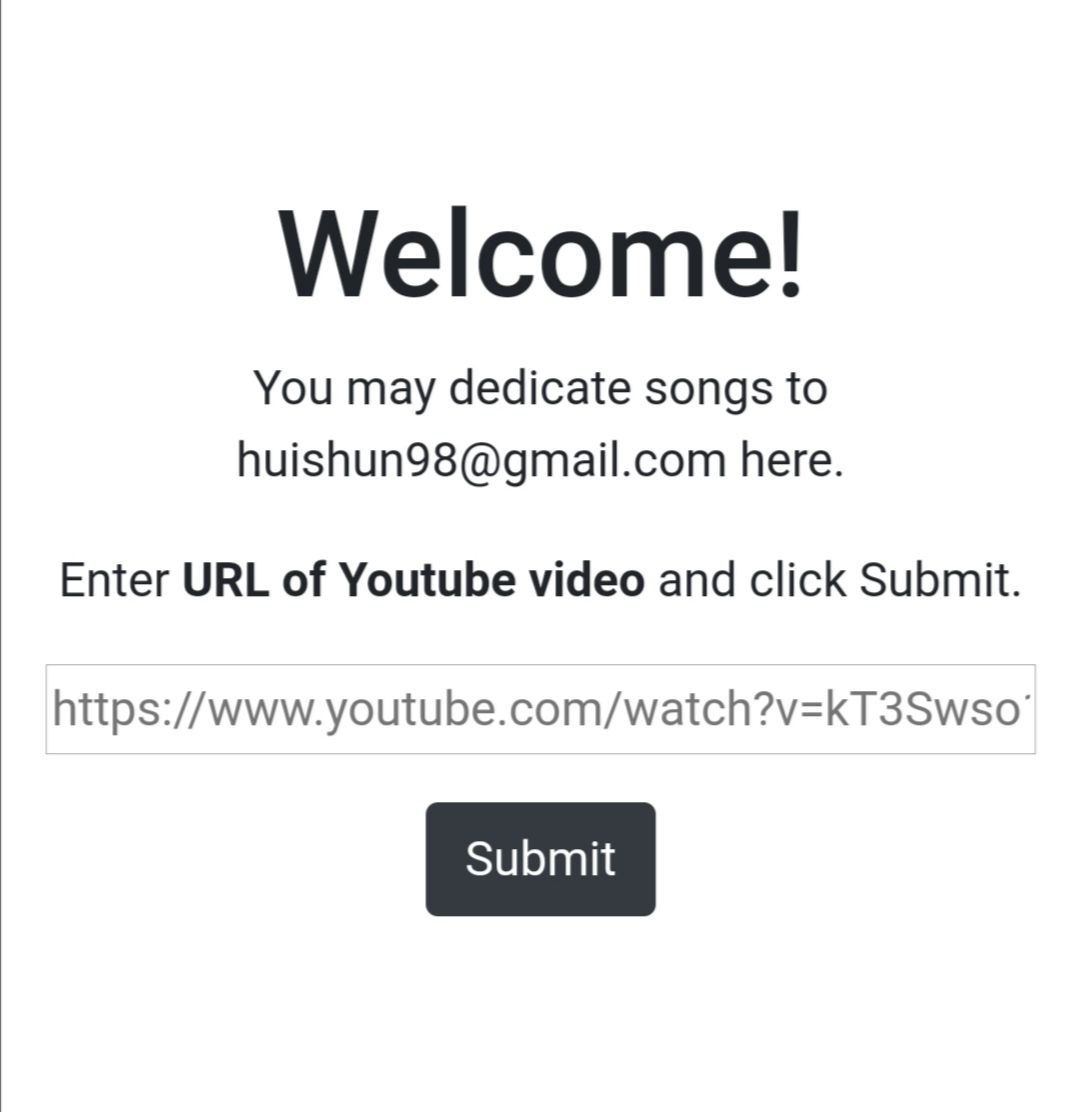 Welcome!
You may dedicate songs to
huishun98@gmail.com here.
Enter URL of Youtube video and click Submit.
https://www.youtube.com/watch?v=kT3Swso
Submit